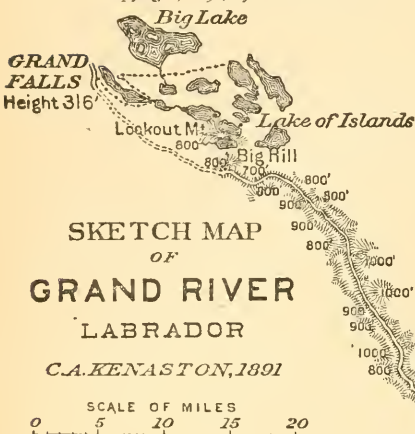 Big Lake
GRAND
FALLS
Height 316'
Lookout Mt.
800'
Lake of Islands
800'
700'
Big Hill
800
800'
800'
900'
900'
800'
1000'
1000'
900
900
1000
800
SKETCH MAP
OF
GRAND RIVER
LABRADOR
C.A. KENASTON, 1891
SCALE OF MILES
0 5 10 15 20